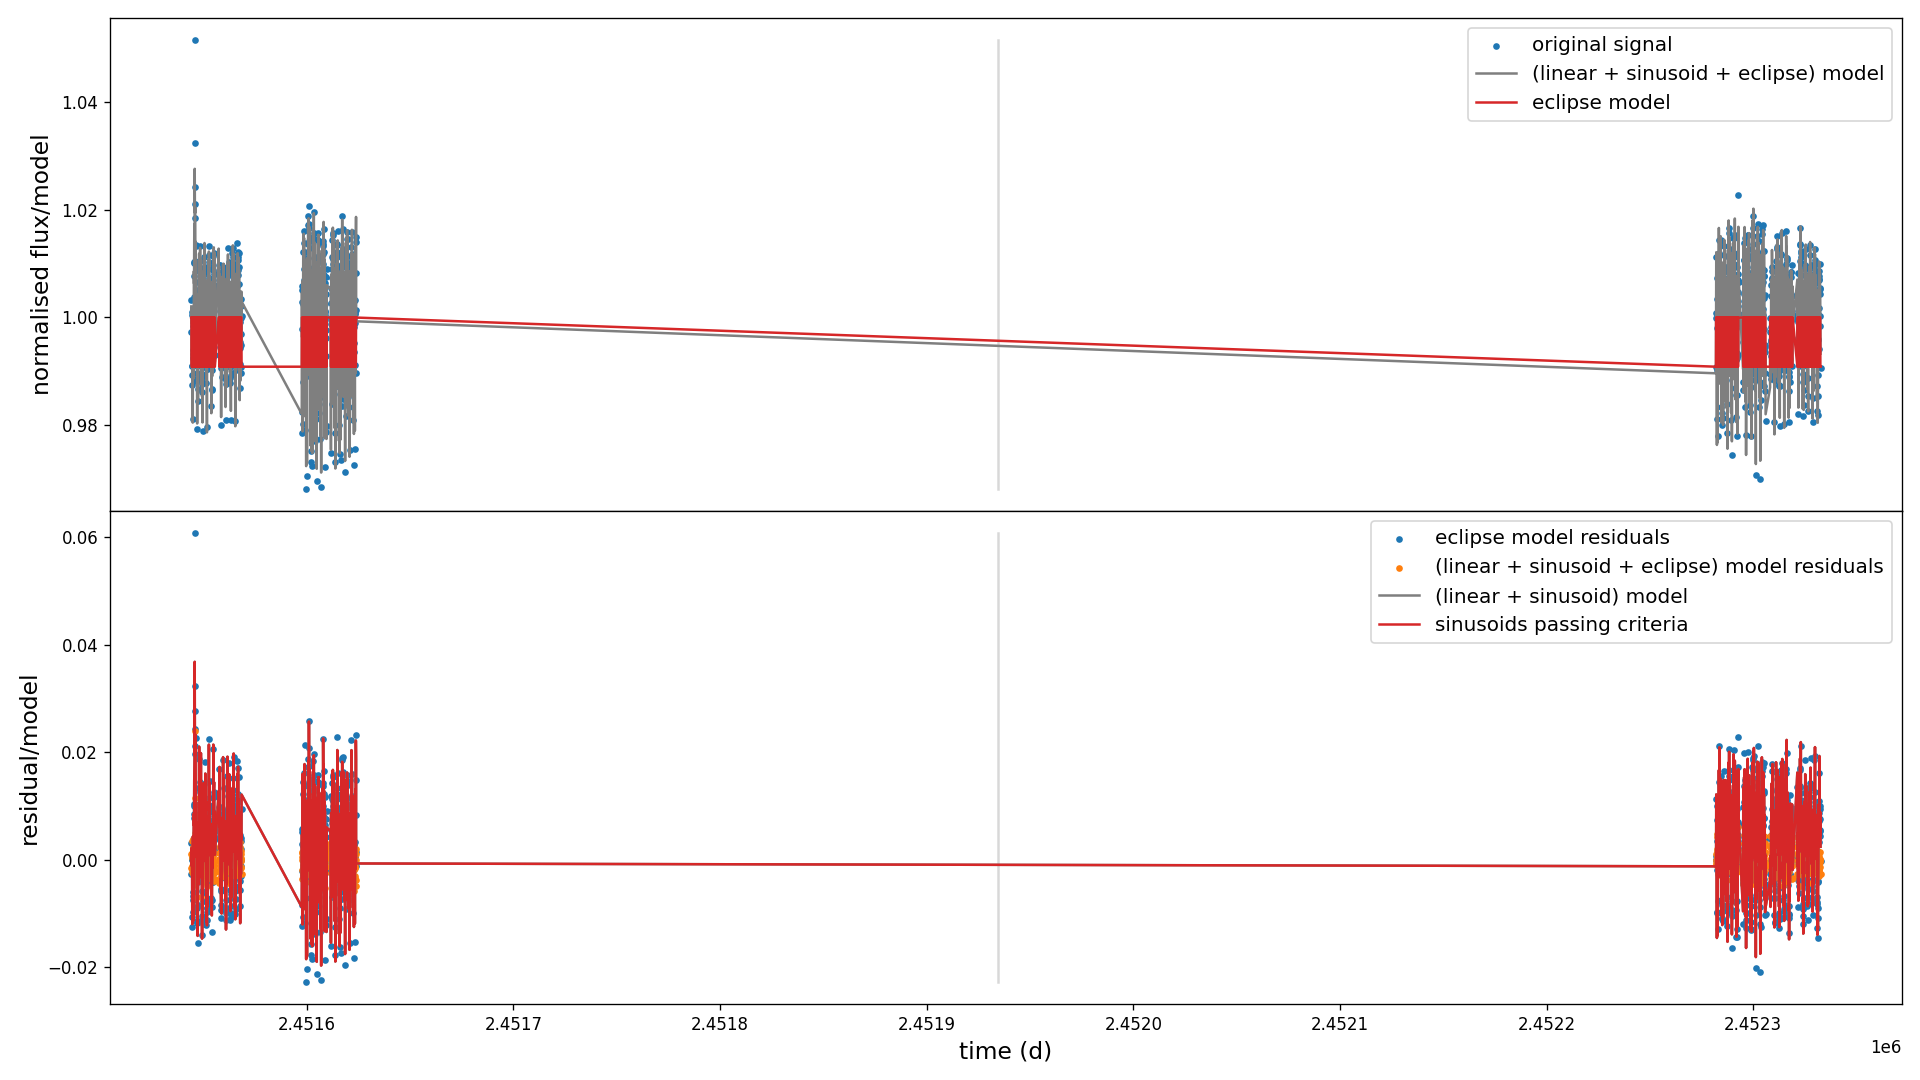 normalised flux/model
1.04
1.02
1.00
0.98
original signal
(linear + sinusoid + eclipse) model
eclipse model
residual/model
0.06
0.04
0.02
0.00
−0.02
eclipse model residuals
(linear + sinusoid + eclipse) model residuals
(linear + sinusoid) model
sinusoids passing criteria
2.4516 2.4517 2.4518 2.4519 2.4520 2.4521 2.4522 2.4523
1e6
time (d)